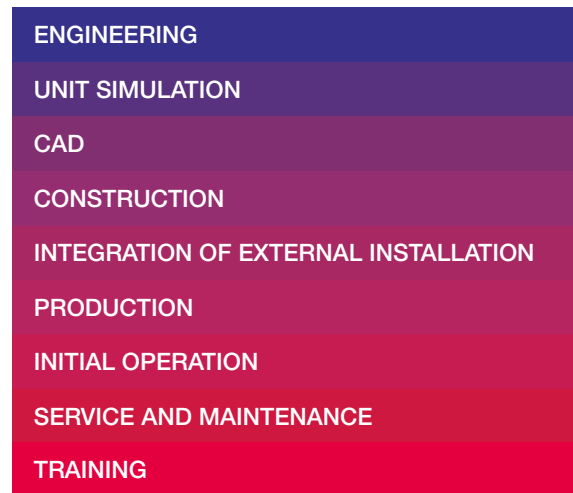 ENGINEERING
UNIT SIMULATION
CAD
CONSTRUCTION
INTEGRATION OF EXTERNAL INSTALLATION
PRODUCTION
INITIAL OPERATION
SERVICE AND MAINTENANCE
TRAINING